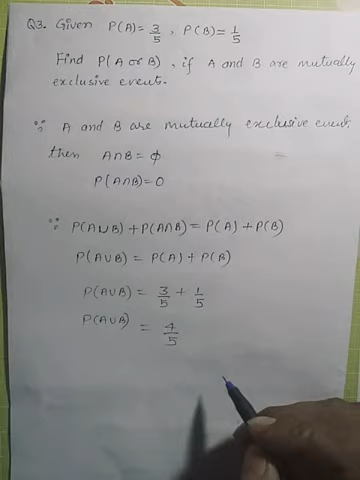 Q3. Given P(A) = 3/5, P(B) = 1/5
Find P(A or B), if A and B are mutually
exclusive events.
∵ A and B are mutually exclusive event
then A∩B = ϕ
P(A∩B) = 0
∵ P(A∪B) + P(A∩B) = P(A) + P(B)
P(A∪B) = P(A) + P(B)
P(A∪B) = 3/5 + 1/5
P(A∪B) = 4/5